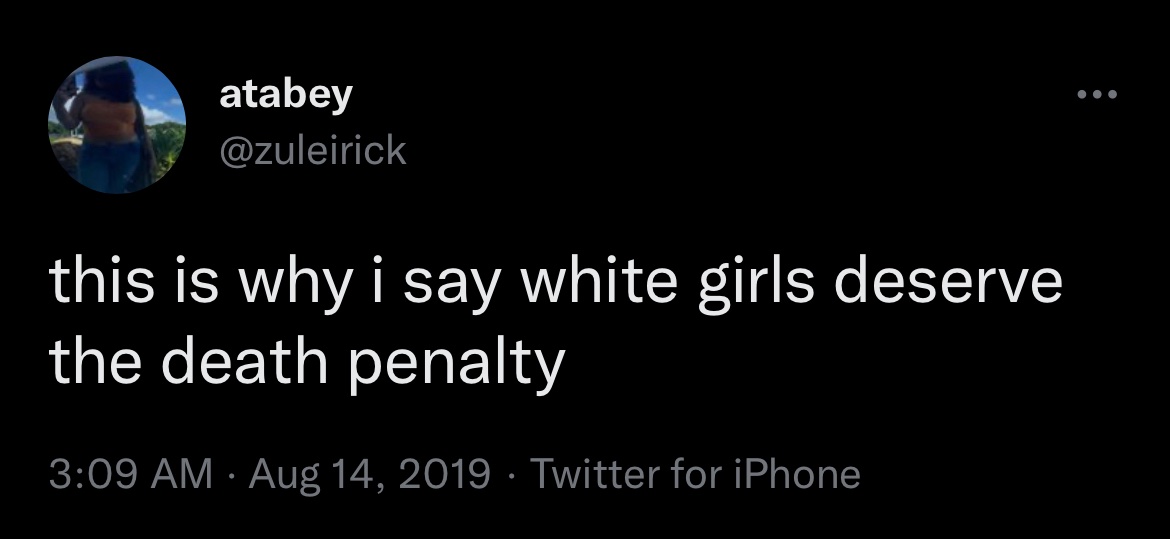 atabey
@zuleirick
this is why i say white girls deserve
the death penalty
3:09 AM · Aug 14, 2019 · Twitter for iPhone